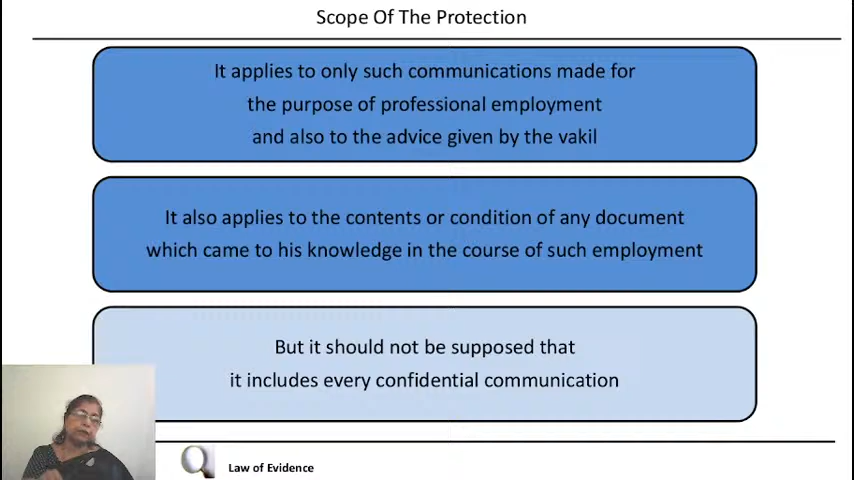 Scope Of The Protection
It applies to only such communications made for
the purpose of professional employment
and also to the advice given by the vakil
It also applies to the contents or condition of any document
which came to his knowledge in the course of such employment
But it should not be supposed that
it includes every confidential communication
Law of Evidence